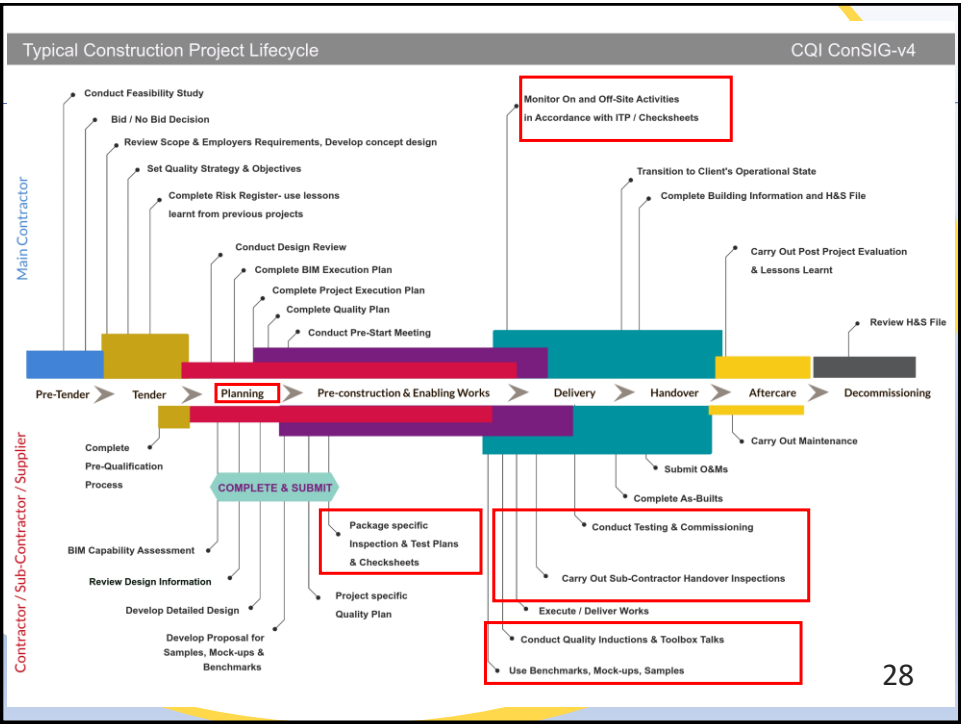 Typical Construction Project Lifecycle
CQI ConSIG-v4
Conduct Feasibility Study
Bid / No Bid Decision
Review Scope & Employers Requirements, Develop concept design
Set Quality Strategy & Objectives
Complete Risk Register- use lessons
learnt from previous projects
Conduct Design Review
Complete BIM Execution Plan
Complete Project Execution Plan
Complete Quality Plan
Conduct Pre-Start Meeting
Monitor On and Off-Site Activities
in Accordance with ITP / Checksheets
Transition to Client's Operational State
Complete Building Information and H&S File
Carry Out Post Project Evaluation
& Lessons Learnt
Review H&S File
Main Contractor
Pre-Tender
Tender
Planning
Pre-construction & Enabling Works
Delivery
Handover
Aftercare
Decommissioning
Contractor / Sub-Contractor / Supplier
Complete
Pre-Qualification
Process
COMPLETE & SUBMIT
BIM Capability Assessment
Review Design Information
Develop Detailed Design
Develop Proposal for
Samples, Mock-ups &
Benchmarks
Package specific
Inspection & Test Plans
& Checksheets
Project specific
Quality Plan
Carry Out Maintenance
Submit O&Ms
Complete As-Builts
Conduct Testing & Commissioning
Carry Out Sub-Contractor Handover Inspections
Execute / Deliver Works
Conduct Quality Inductions & Toolbox Talks
Use Benchmarks, Mock-ups, Samples
28